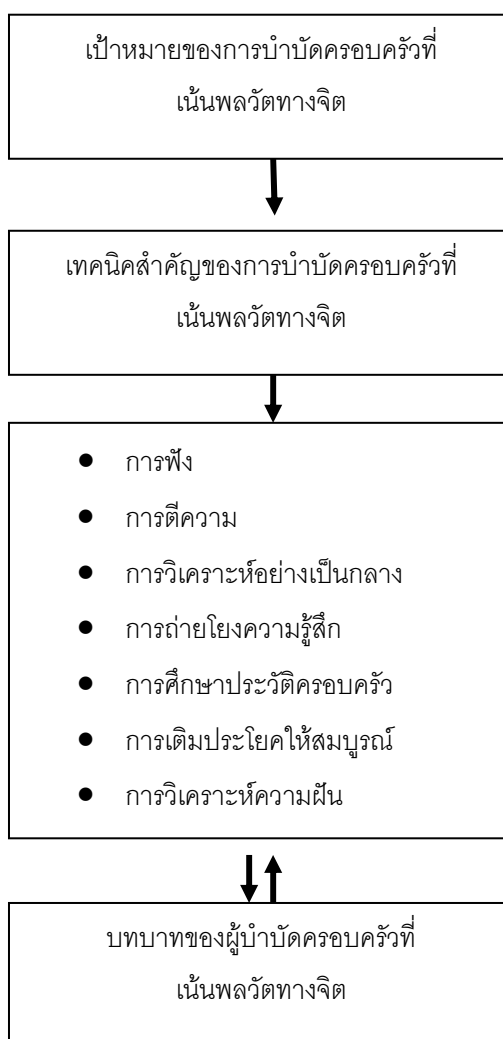 เป้าหมายของการบำบัดครอบครัวที่
เน้นพลวัตทางจิต
เทคนิคสำคัญของการบำบัดครอบครัวที่
เน้นพลวัตทางจิต
● การฟัง
● การตีความ
● การวิเคราะห์อย่างเป็นกลาง
● การถ่ายโยงความรู้สึก
● การศึกษาประวัติครอบครัว
● การเติมประโยคให้สมบูรณ์
● การวิเคราะห์ความฝัน
บทบาทของผู้บำบัดครอบครัวที่
เน้นพลวัตทางจิต